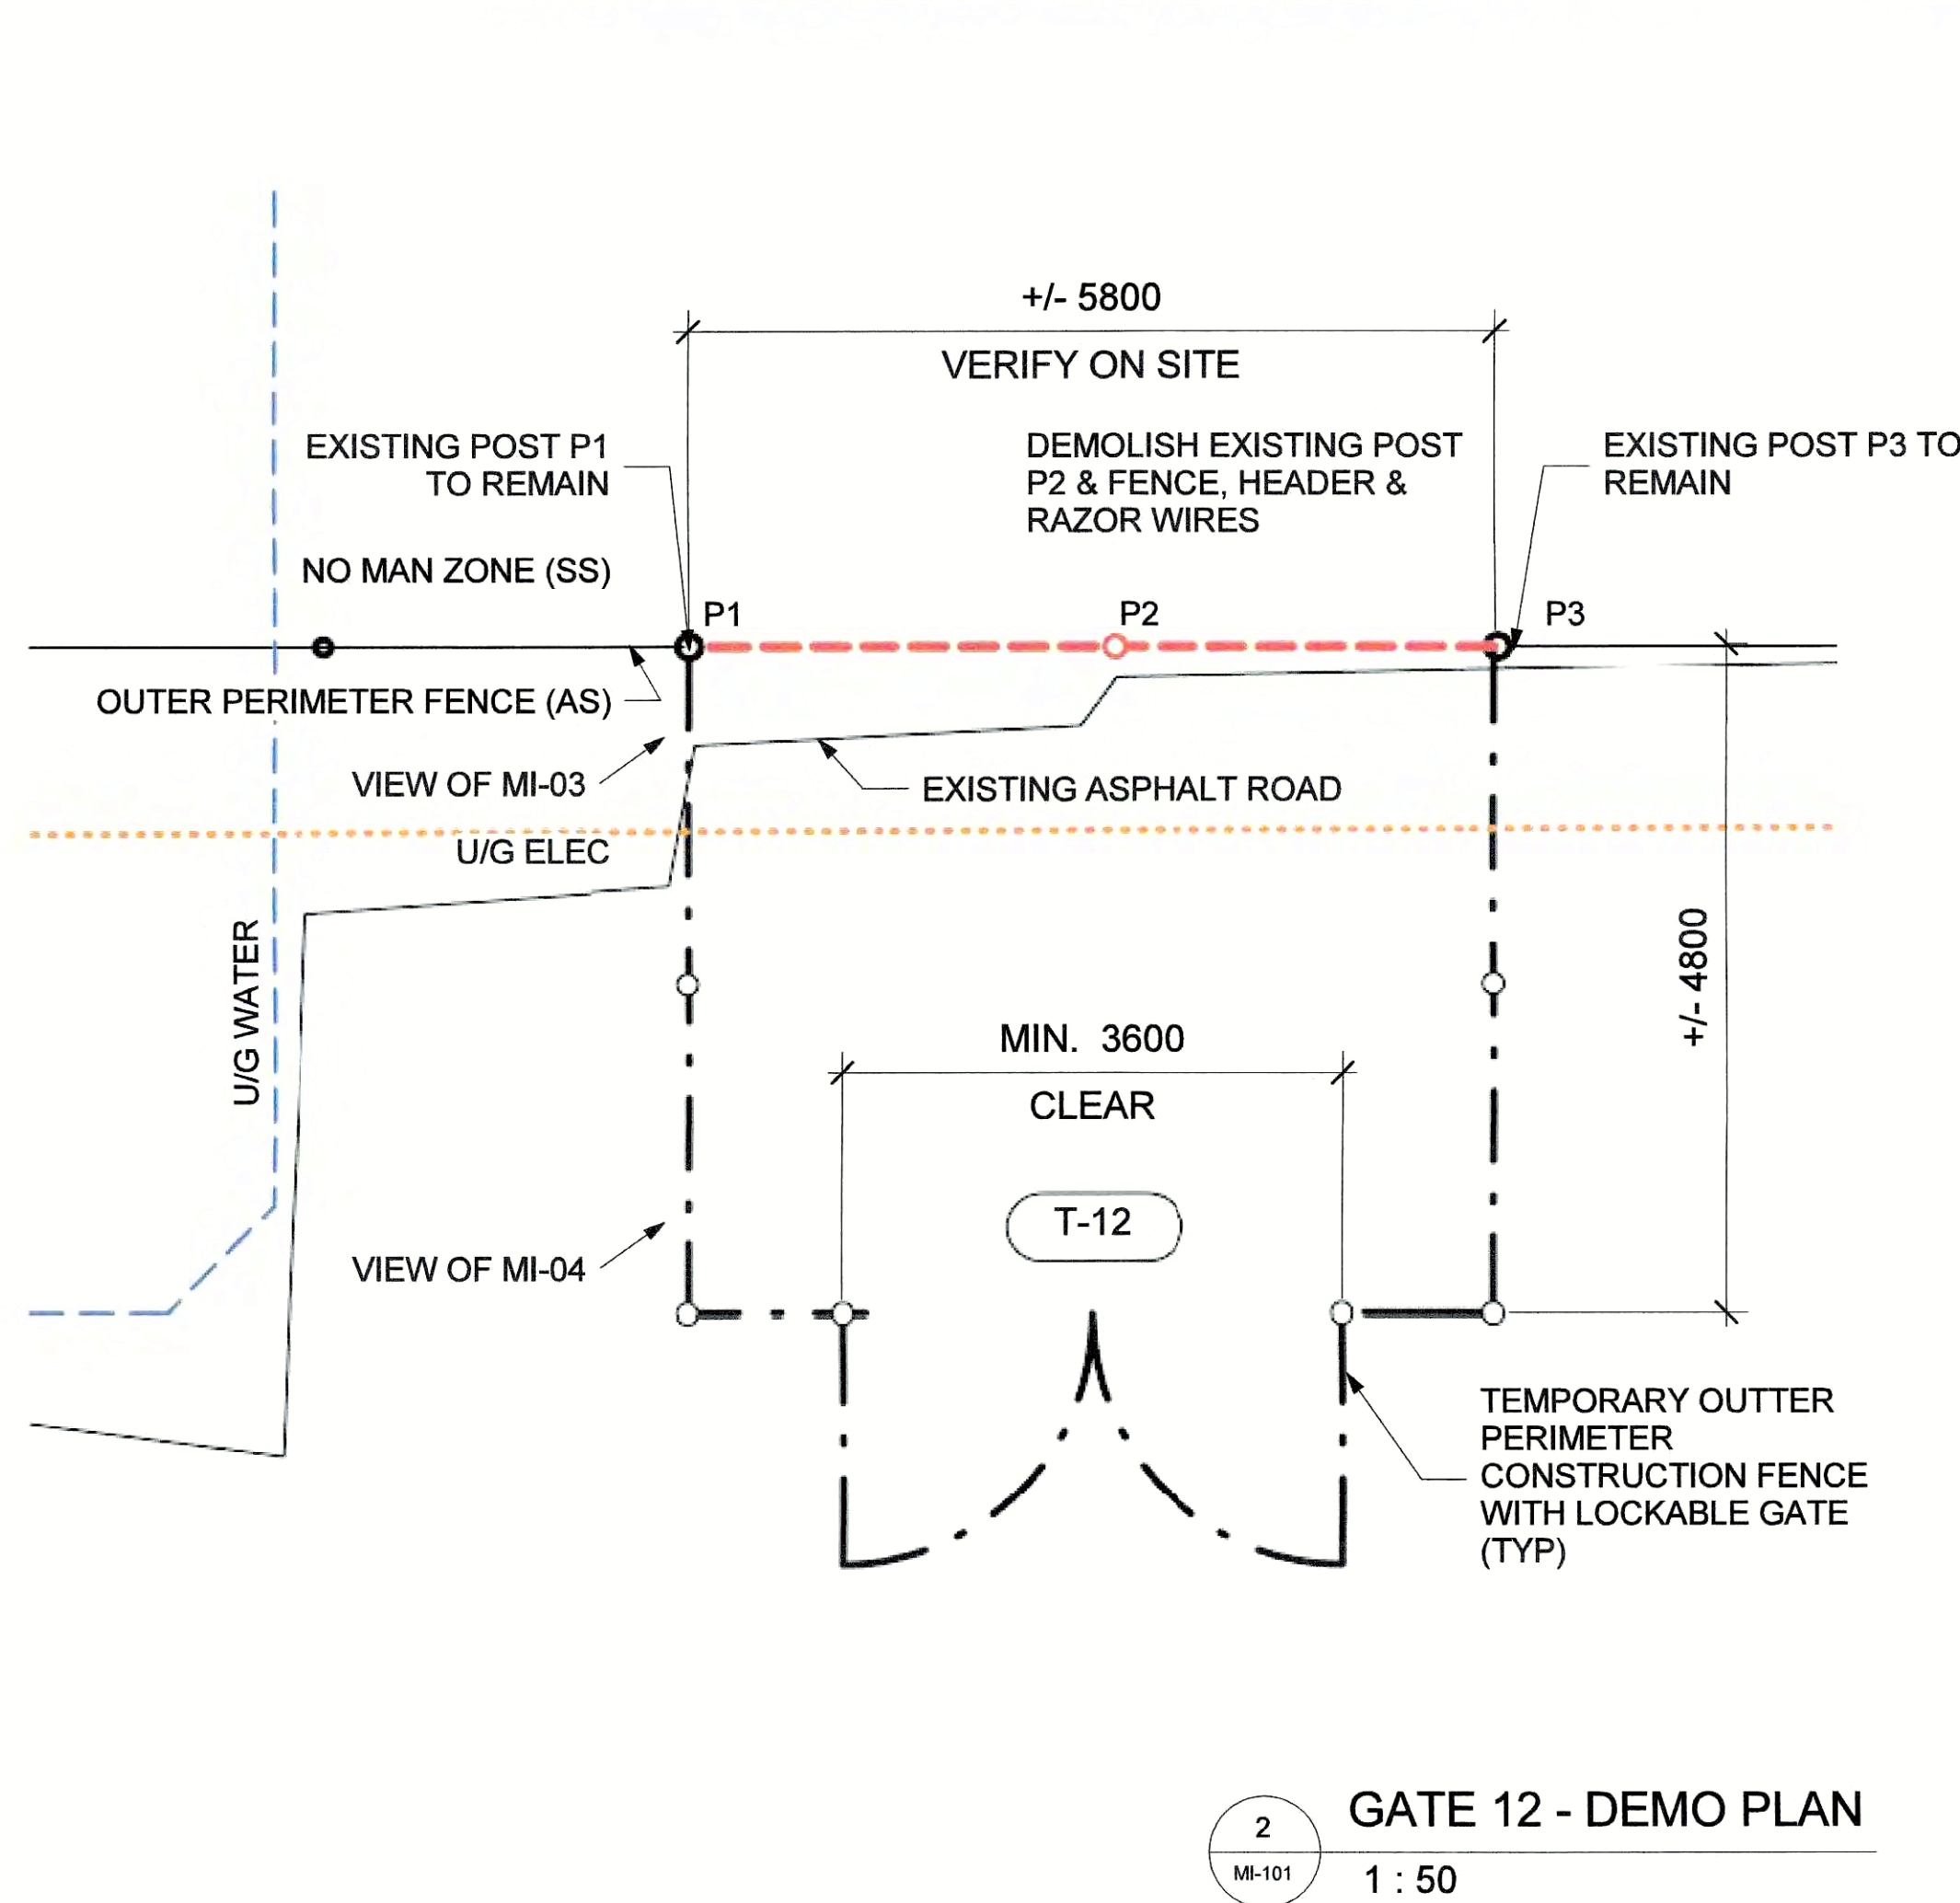 +/- 5800
VERIFY ON SITE
EXISTING POST P1
TO REMAIN
DEMOLISH EXISTING POST
P2 & FENCE, HEADER &
RAZOR WIRES
EXISTING POST P3 TO
REMAIN
NO MAN ZONE (SS)
P1
P2
P3
OUTER PERIMETER FENCE (AS)
VIEW OF MI-03
EXISTING ASPHALT ROAD
U/G ELEC
U/G WATER
+/- 4800
MIN. 3600
CLEAR
T-12
VIEW OF MI-04
TEMPORARY OUTTER
PERIMETER
CONSTRUCTION FENCE
WITH LOCKABLE GATE
(TYP)
2
MI-101
GATE 12 - DEMO PLAN
1 : 50